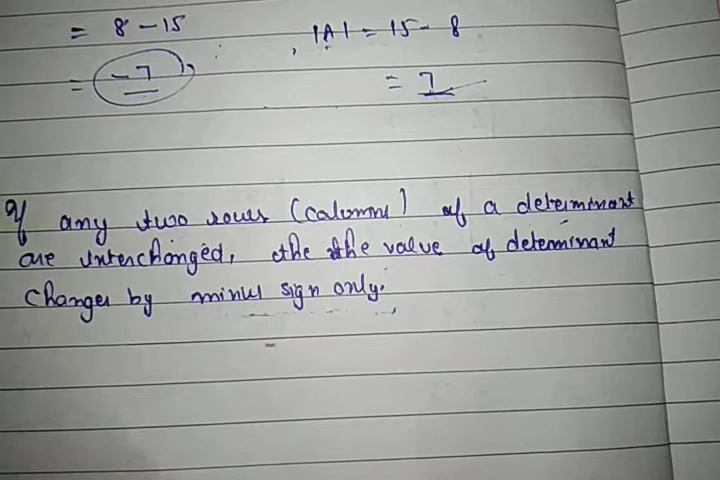 = 8 - 15 , |A| = 15 - 8
= -7, = 7
If any two rows (calomns) of a determinant
are interchanged, the the value of determinant
changes by minus sign only.